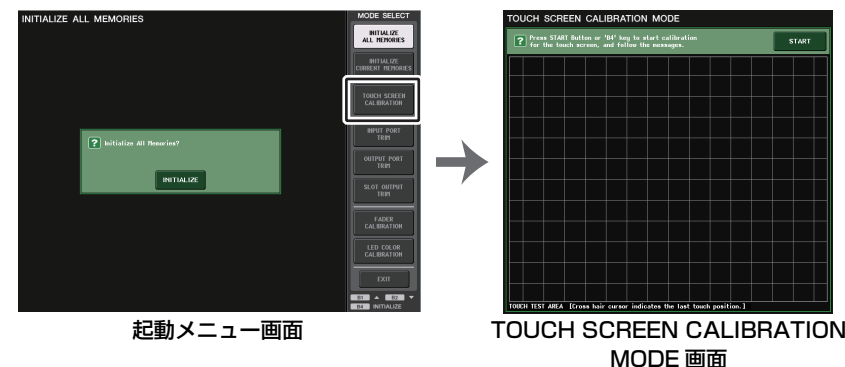 INITIALIZE ALL MEMORIES
? Initialize All Memories?
INITIALIZE
MODE SELECT
INITIALIZE
ALL MEMORIES
INITIALIZE
CURRENT MEMORIES
TOUCH SCREEN
CALIBRATION
INPUT PORT
TRIM
OUTPUT PORT
TRIM
SLOT OUTPUT
TRIM
FADER
CALIBRATION
LED COLOR
CALIBRATION
EXIT
B1 ▲ B2 ▼
B4 INITIALIZE
起動メニュー画面
TOUCH SCREEN CALIBRATION MODE
? Press START Button or 'B4' key to start calibration
for the touch screen, and follow the messages.
START
TOUCH TEST AREA [Cross hair cursor indicates the last touch position.]
TOUCH SCREEN CALIBRATION
MODE 画面